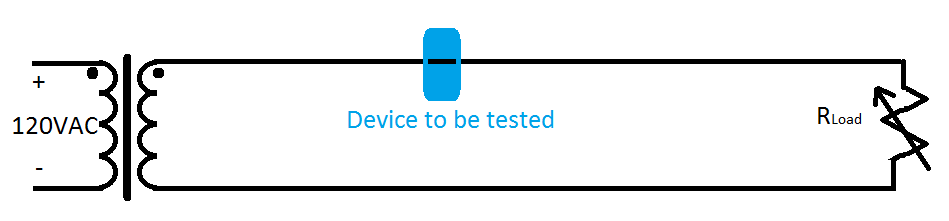 +
120VAC
-
Device to be tested
RLoad